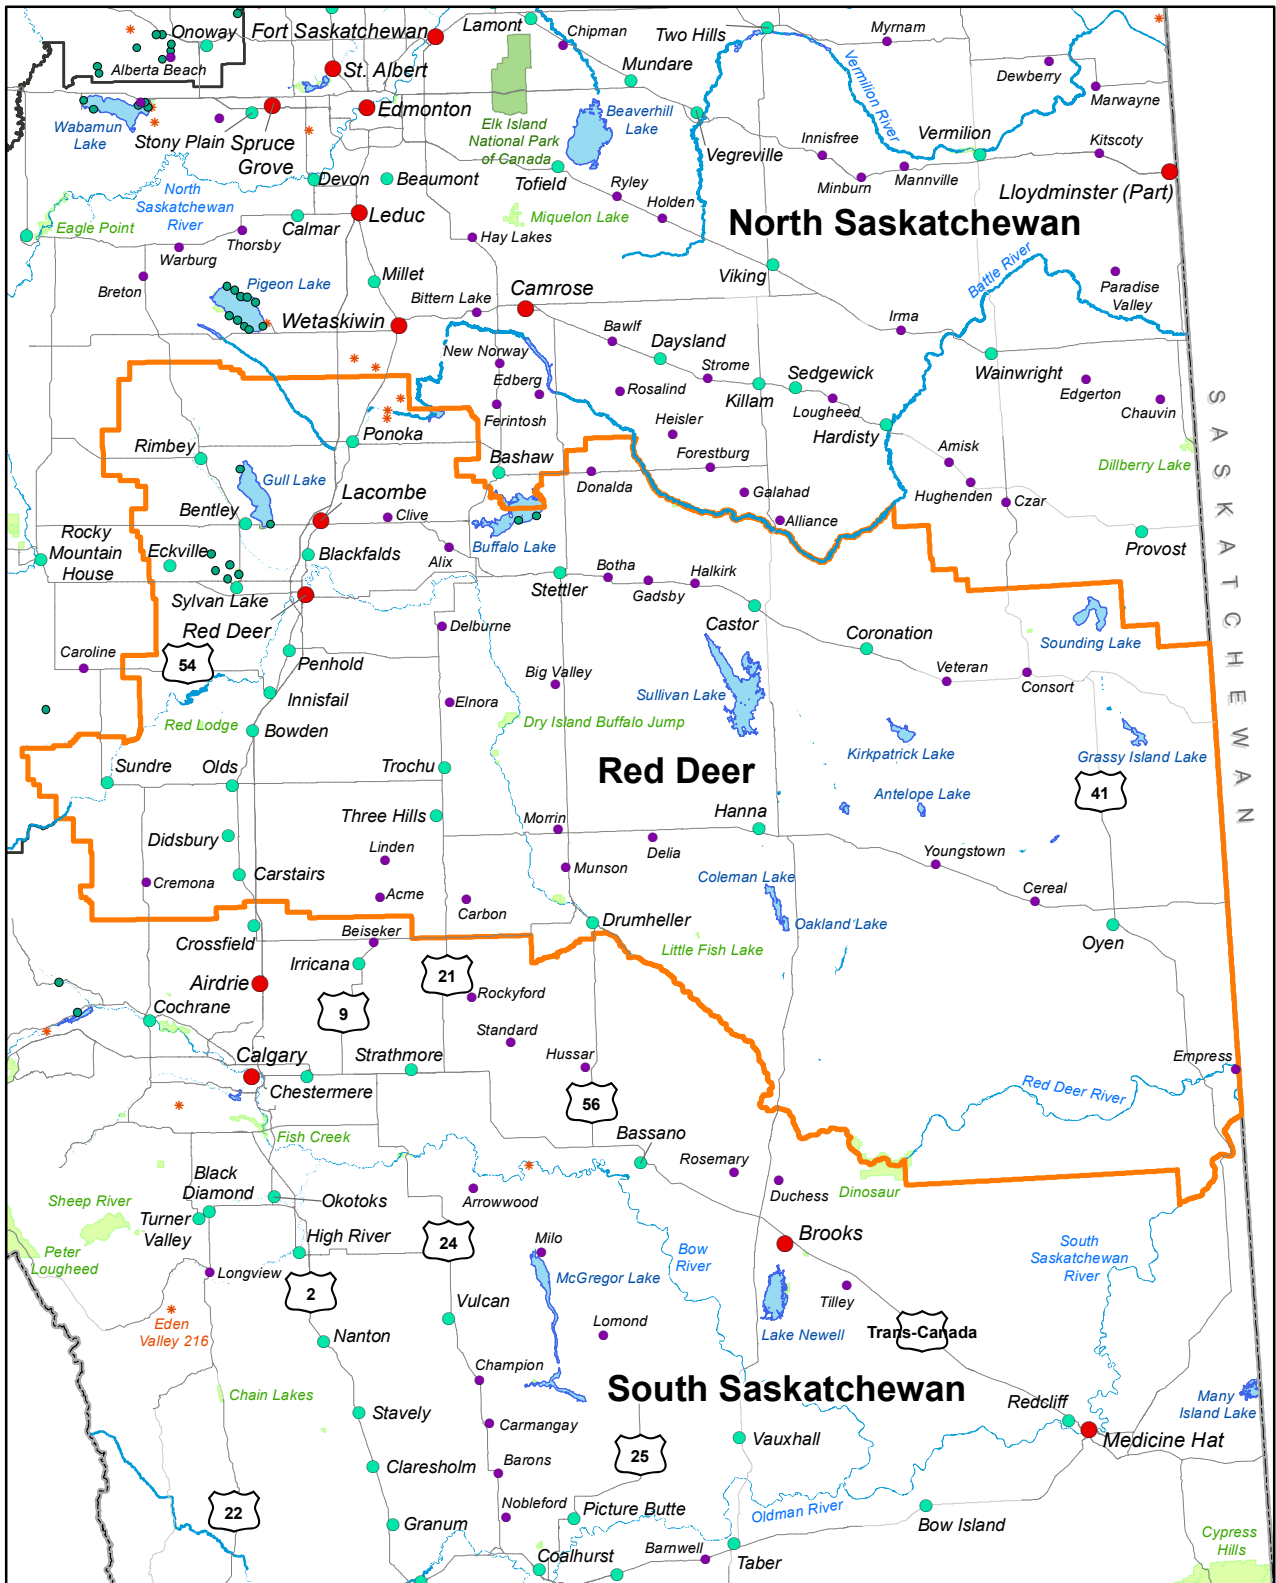 Onoway
Fort Saskatchewan
Lamont
Chipman
Two Hills
Myrnam
Alberta Beach
St. Albert
Mundare
Dewberry
Marwayne
Wabamun
Lake
Stony Plain
Spruce
Grove
Edmonton
Elk Island
National Park
of Canada
Beaverhill
Lake
Vermilion River
Vegreville
Innisfree
Vermilion
Kitscoty
Minburn
Mannville
Lloydminster (Part)
Devon
Beaumont
Tofield
Ryley
Holden
North
Saskatchewan
River
Leduc
Calmar
Miquelon Lake
North Saskatchewan
Eagle Point
Thorsby
Warburg
Hay Lakes
Breton
Pigeon Lake
Millet
Bittern Lake
Camrose
Viking
Battle River
Paradise
Valley
Wetaskiwin
Bawlf
Irma
New Norway
Daysland
Strome
Sedgewick
Wainwright
Edberg
Rosalind
Killam
Lougheed
Edgerton
Chauvin
Ferintosh
Heisler
Hardisty
Rimbey
Ponoka
Bashaw
Forestburg
Amisk
Dillberry Lake
Gull Lake
Donalda
Galahad
Hughenden
Czar
Lacombe
Clive
Bentley
Alliance
Rocky
Mountain
House
Eckville
Blackfalds
Alix
Buffalo Lake
Provost
Botha
Halkirk
Stettler
Gadsby
Sylvan Lake
Red Deer
Castor
Delburne
Coronation
Sounding Lake
Caroline
54
Penhold
Big Valley
Veteran
Consort
Innisfail
Elnora
Sullivan Lake
Red Lodge
Bowden
Dry Island Buffalo Jump
Kirkpatrick Lake
Grassy Island Lake
SASKATCHEWAN
Sundre
Olds
Trochu
Red Deer
41
Antelope Lake
Three Hills
Morrin
Hanna
Didsbury
Linden
Delia
Youngstown
Cremona
Carstairs
Acme
Munson
Coleman Lake
Cereal
Carbon
Drumheller
Oakland Lake
Crossfield
Beiseker
Little Fish Lake
Oyen
Irricana
21
Airdrie
9
Rockyford
Cochrane
Standard
Calgary
Strathmore
Hussar
Empress
Chestermere
56
Red Deer River
Fish Creek
Bassano
Rosemary
Duchess
Dinosaur
Black
Diamond
Okotoks
Arrowwood
Sheep River
Turner
Valley
High River
24
Milo
Bow
River
Brooks
South
Saskatchewan
River
Peter
Lougheed
Longview
2
McGregor Lake
Tilley
Eden
Valley 216
Vulcan
Lomond
Lake Newell
Trans-Canada
Nanton
Champion
South Saskatchewan
Chain Lakes
Many
Island Lake
Stavely
Carmangay
Redcliff
Vauxhall
Medicine Hat
Claresholm
Barons
25
22
Nobleford
Picture Butte
Oldman River
Bow Island
Granum
Coalhurst
Barnwell
Taber
Cypress
Hills